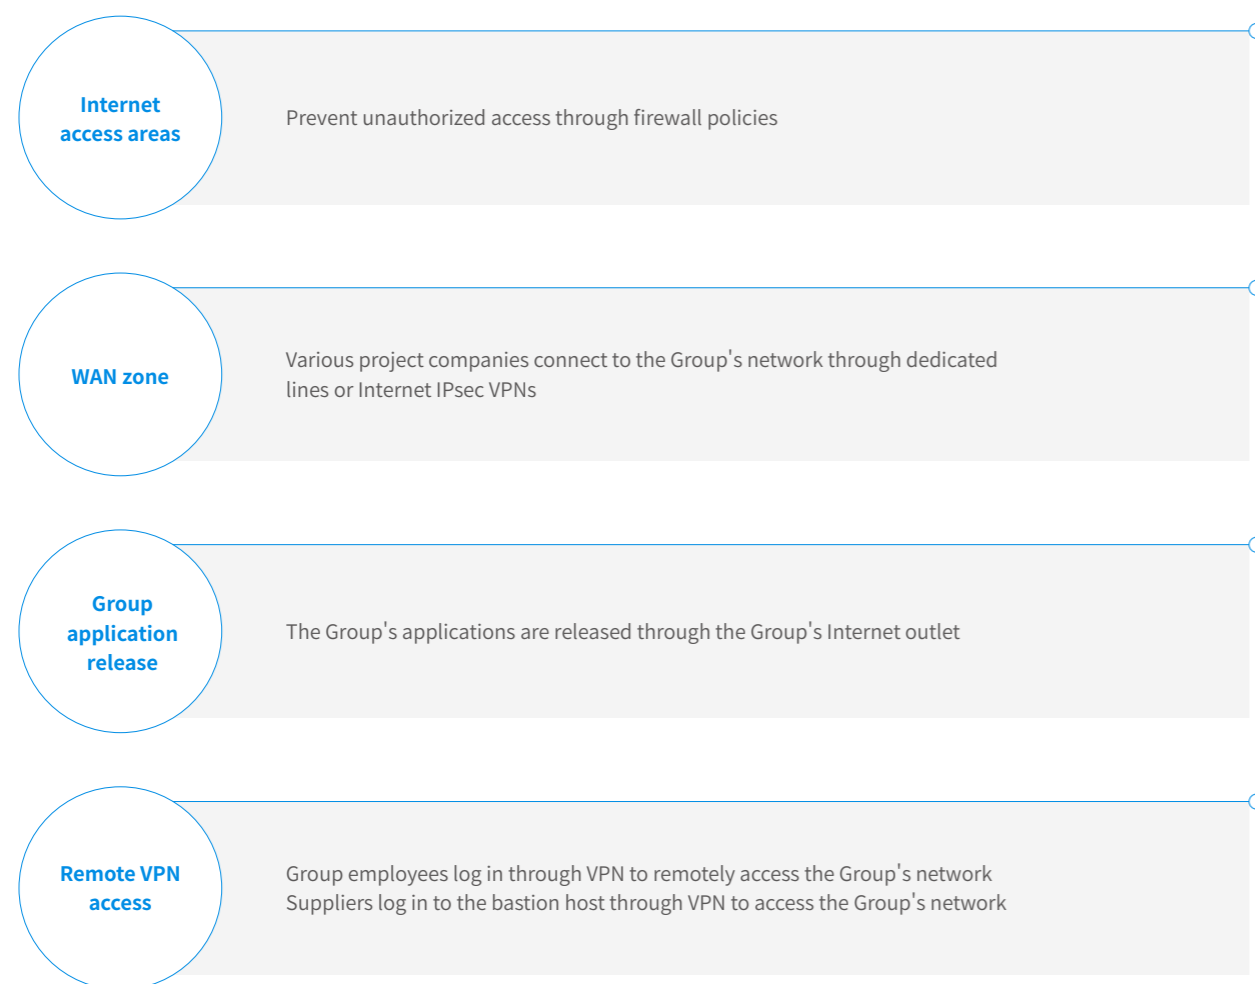 Internet
access areas
Prevent unauthorized access through firewall policies
WAN zone
Various project companies connect to the Group's network through dedicated
lines or Internet IPsec VPNs
Group
application
release
The Group's applications are released through the Group's Internet outlet
Remote VPN
access
Group employees log in through VPN to remotely access the Group's network
Suppliers log in to the bastion host through VPN to access the Group's network